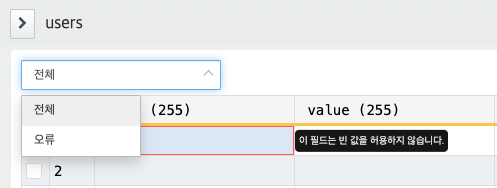 users
전체
전체
오류
(255)
value (255)
이 필드는 빈 값을 허용하지 않습니다.
2